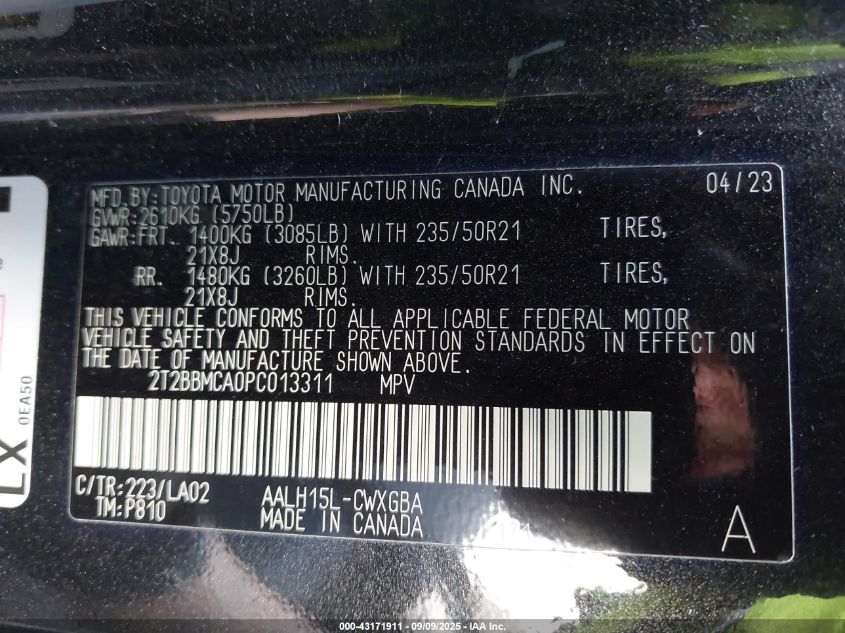 MFD.BY:TOYOTA MOTOR MANUFACTURING CANADA INC. 04/23
GVWR:2610KG (5750LB)
GAWR:FRT. 1400KG (3085LB) WITH 235/50R21 TIRES,
21X8J RIMS.
RR. 1480KG (3260LB) WITH 235/50R21 TIRES,
21X8J RIMS.
THIS VEHICLE CONFORMS TO ALL APPLICABLE FEDERAL MOTOR
VEHICLE SAFETY AND THEFT PREVENTION STANDARDS IN EFFECT ON
THE DATE OF MANUFACTURE SHOWN ABOVE.
2T2BBMCA0PC013311 MPV
C/TR:223/LA02 AALH15L-CWXGBA
TM:P810 MADE IN CANADA A
LX
0EA50
000-43171911 - 09/09/2025 - IAA Inc.